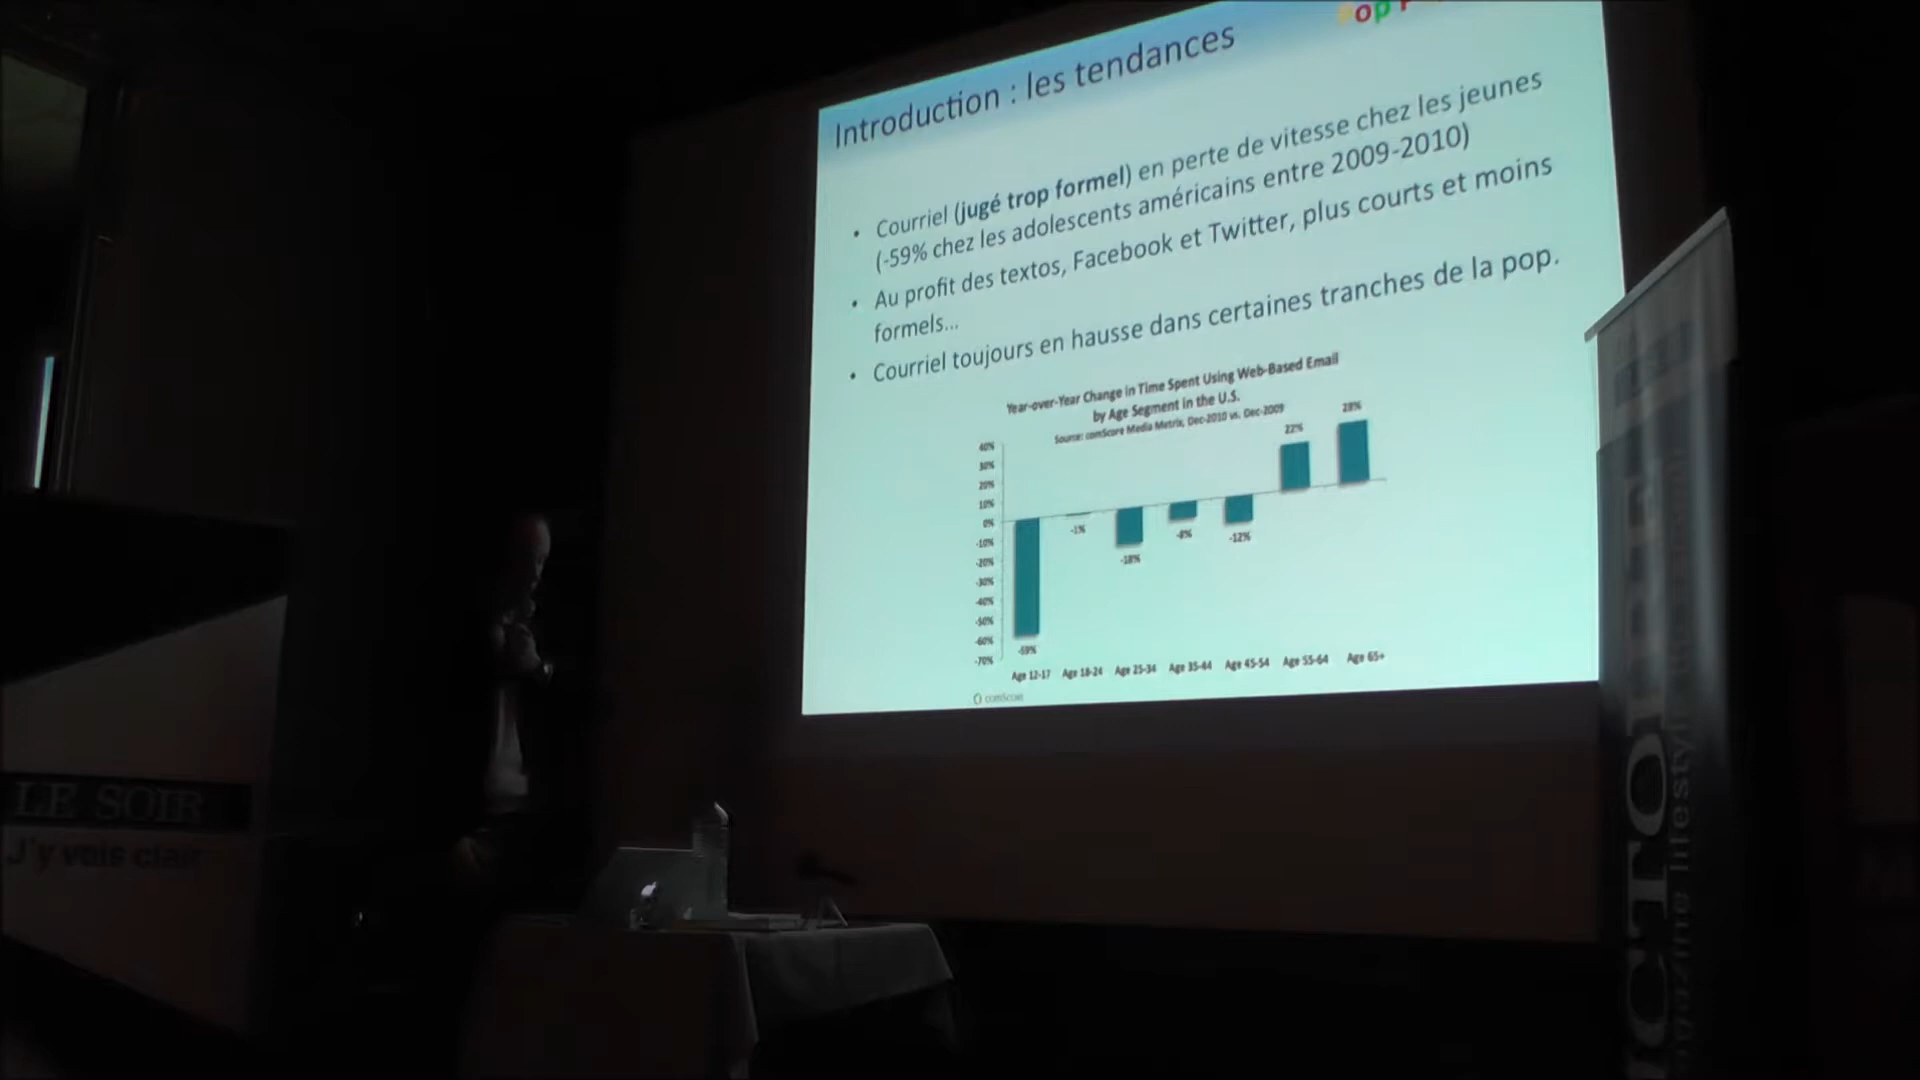 op
Introduction : les tendances
• Courriel (jugé trop formel) en perte de vitesse chez les jeunes
(-59% chez les adolescents américains entre 2009-2010)
• Au profit des textos, Facebook et Twitter, plus courts et moins
formels...
• Courriel toujours en hausse dans certaines tranches de la pop.
Year-over-Year Change in Time Spent Using Web-Based Email
by Age Segment in the U.S.
Source: comScore Media Metrix, Dec-2010 vs. Dec-2009
40%
30%
20%
10%
0%
-10%
-20%
-30%
-40%
-50%
-60%
-70%
-59%
-1%
-18%
-8%
-12%
22%
28%
Age 12-17 Age 18-24 Age 25-34 Age 35-44 Age 45-54 Age 55-64 Age 65+
comScore
LE SOIR
J'y vois clair
lifestyl